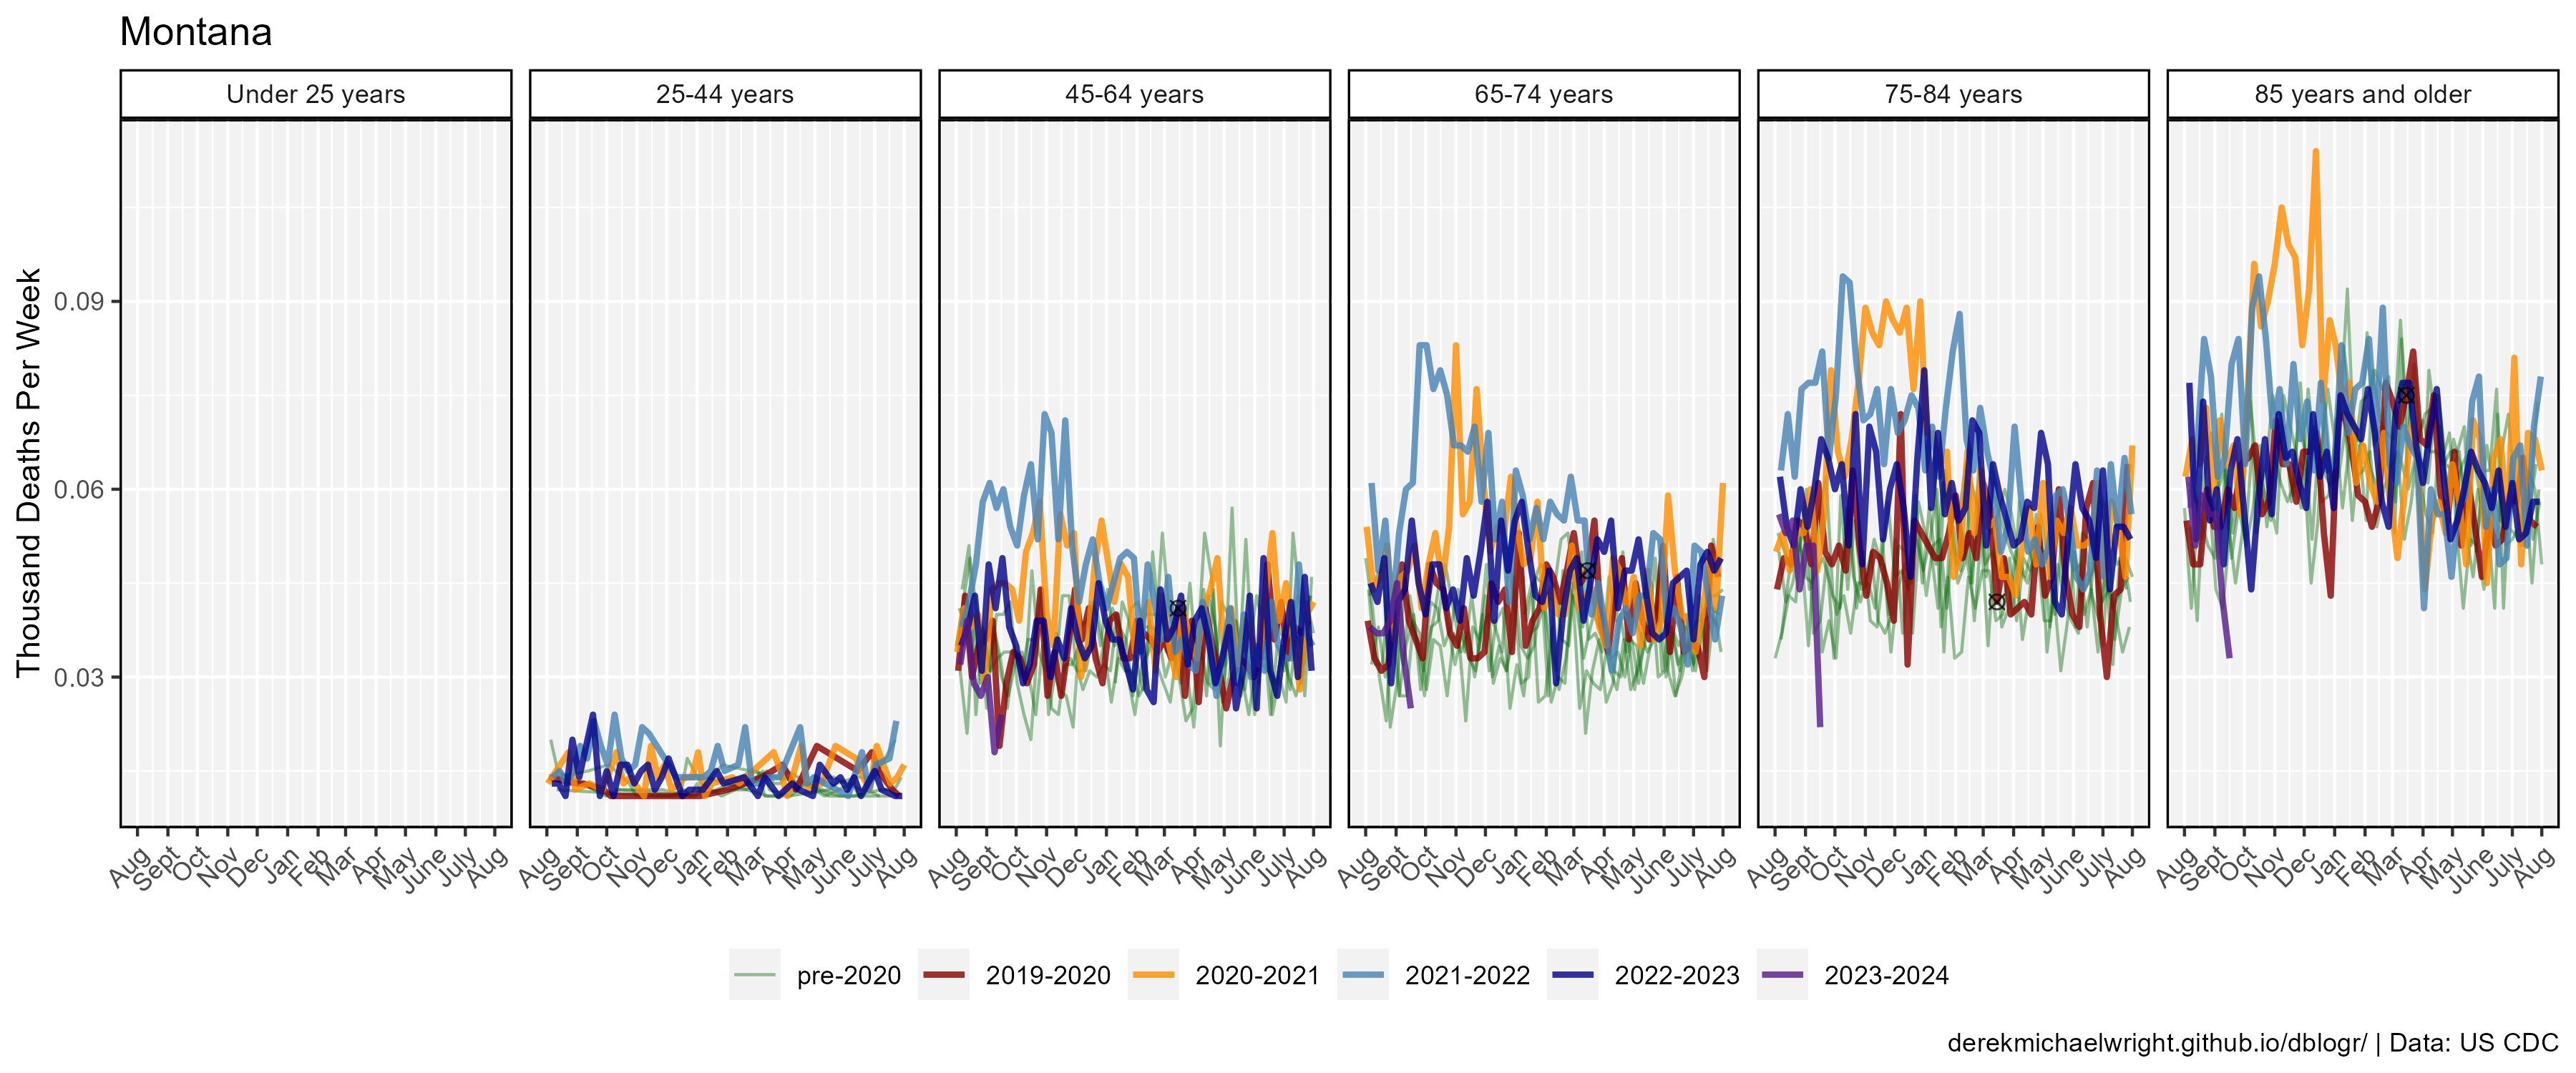 Montana
Under 25 years
25-44 years
45-64 years
65-74 years
75-84 years
85 years and older
Thousand Deaths Per Week
0.09
0.06
0.03
Aug Sept Oct Nov Dec Jan Feb Mar Apr May June July Aug
Aug Sept Oct Nov Dec Jan Feb Mar Apr May June July Aug
Aug Sept Oct Nov Dec Jan Feb Mar Apr May June July Aug
Aug Sept Oct Nov Dec Jan Feb Mar Apr May June July Aug
Aug Sept Oct Nov Dec Jan Feb Mar Apr May June July Aug
Aug Sept Oct Nov Dec Jan Feb Mar Apr May June July Aug
pre-2020 2019-2020 2020-2021 2021-2022 2022-2023 2023-2024
derekmichaelwright.github.io/dblogr/ | Data: US CDC